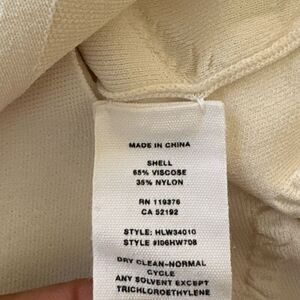 MADE IN CHINA
SHELL
65% VISCOSE
35% NYLON
RN 119376
CA 52192
STYLE: HLW34010
STYLE #I06HW708
DRY CLEAN-NORMAL
CYCLE
ANY SOLVENT EXCEPT
TRICHLOROETHYLENE